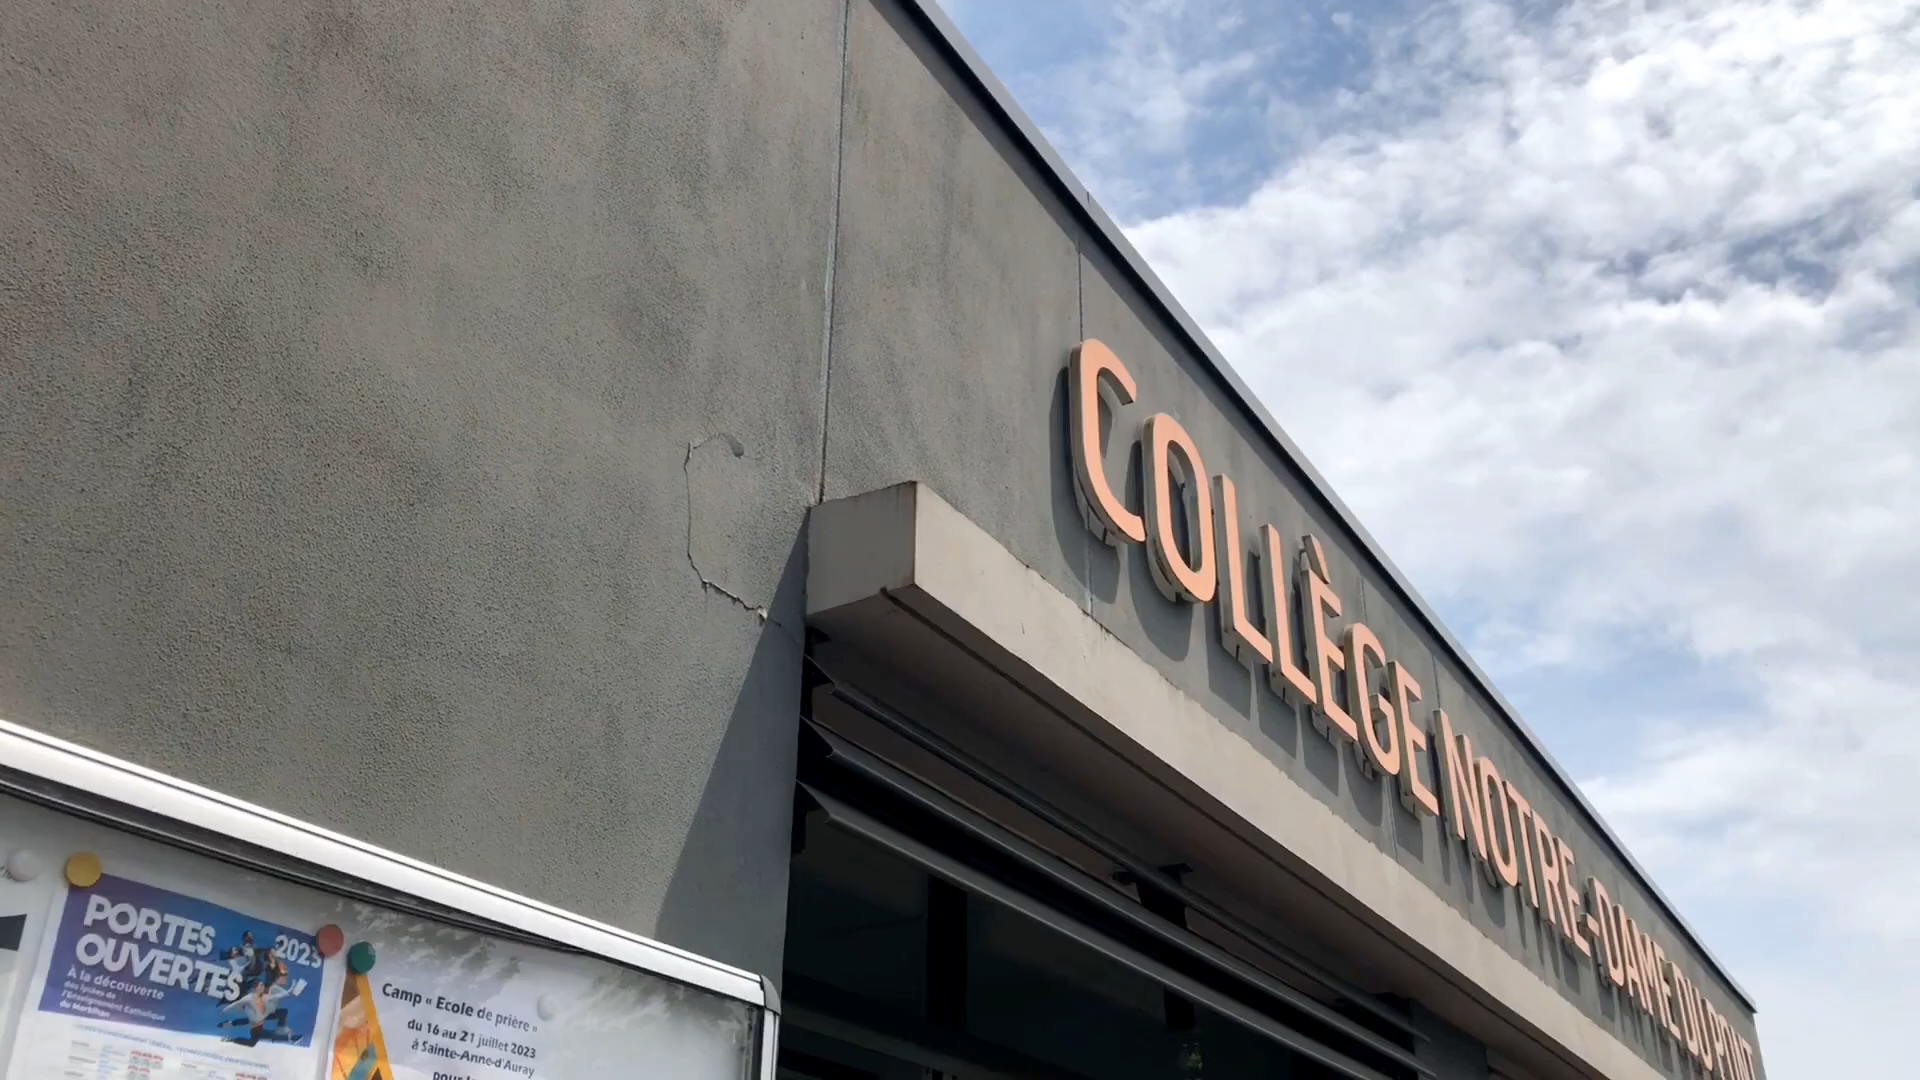 COLLÈGE NOTRE-DAME DU POINT
PORTES
OUVERTES
2023
À la découverte
des lycées de
l'Enseignement Catholique
du Morbihan
Camp « Ecole de prière »
du 16 au 21 juillet 2023
à Sainte-Anne-d'Auray